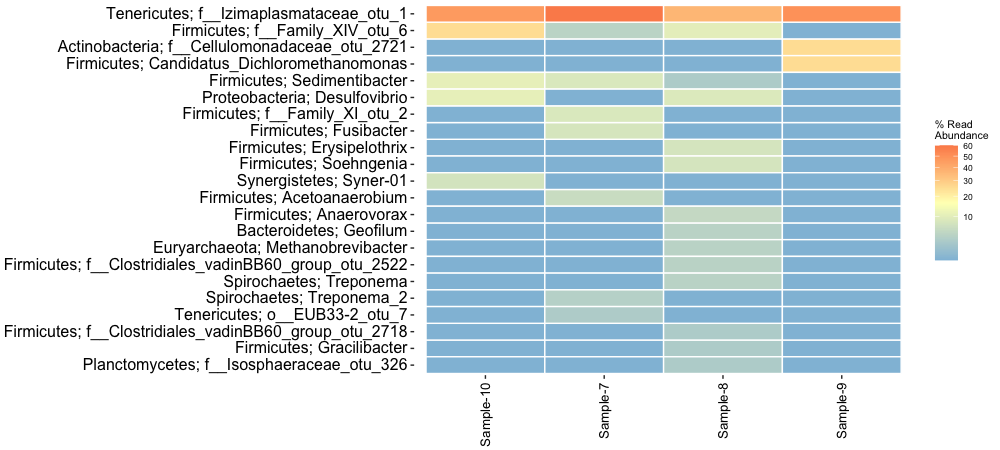 Tenericutes; f__Izimaplasmataceae_otu_1
Firmicutes; f__Family_XIV_otu_6
Actinobacteria; f__Cellulomonadaceae_otu_2721
Firmicutes; Candidatus_Dichloromethanomonas
Firmicutes; Sedimentibacter
Proteobacteria; Desulfovibrio
Firmicutes; f__Family_XI_otu_2
Firmicutes; Fusibacter
Firmicutes; Erysipelothrix
Firmicutes; Soehngenia
Synergistetes; Syner-01
Firmicutes; Acetoanaerobium
Firmicutes; Anaerovorax
Bacteroidetes; Geofilum
Euryarchaeota; Methanobrevibacter
Firmicutes; f__Clostridiales_vadinBB60_group_otu_2522
Spirochaetes; Treponema
Spirochaetes; Treponema_2
Tenericutes; o__EUB33-2_otu_7
Firmicutes; f__Clostridiales_vadinBB60_group_otu_2718
Firmicutes; Gracilibacter
Planctomycetes; f__Isosphaeraceae_otu_326
Sample-10
Sample-7
Sample-8
Sample-9
% Read
Abundance
60
50
40
30
20
10